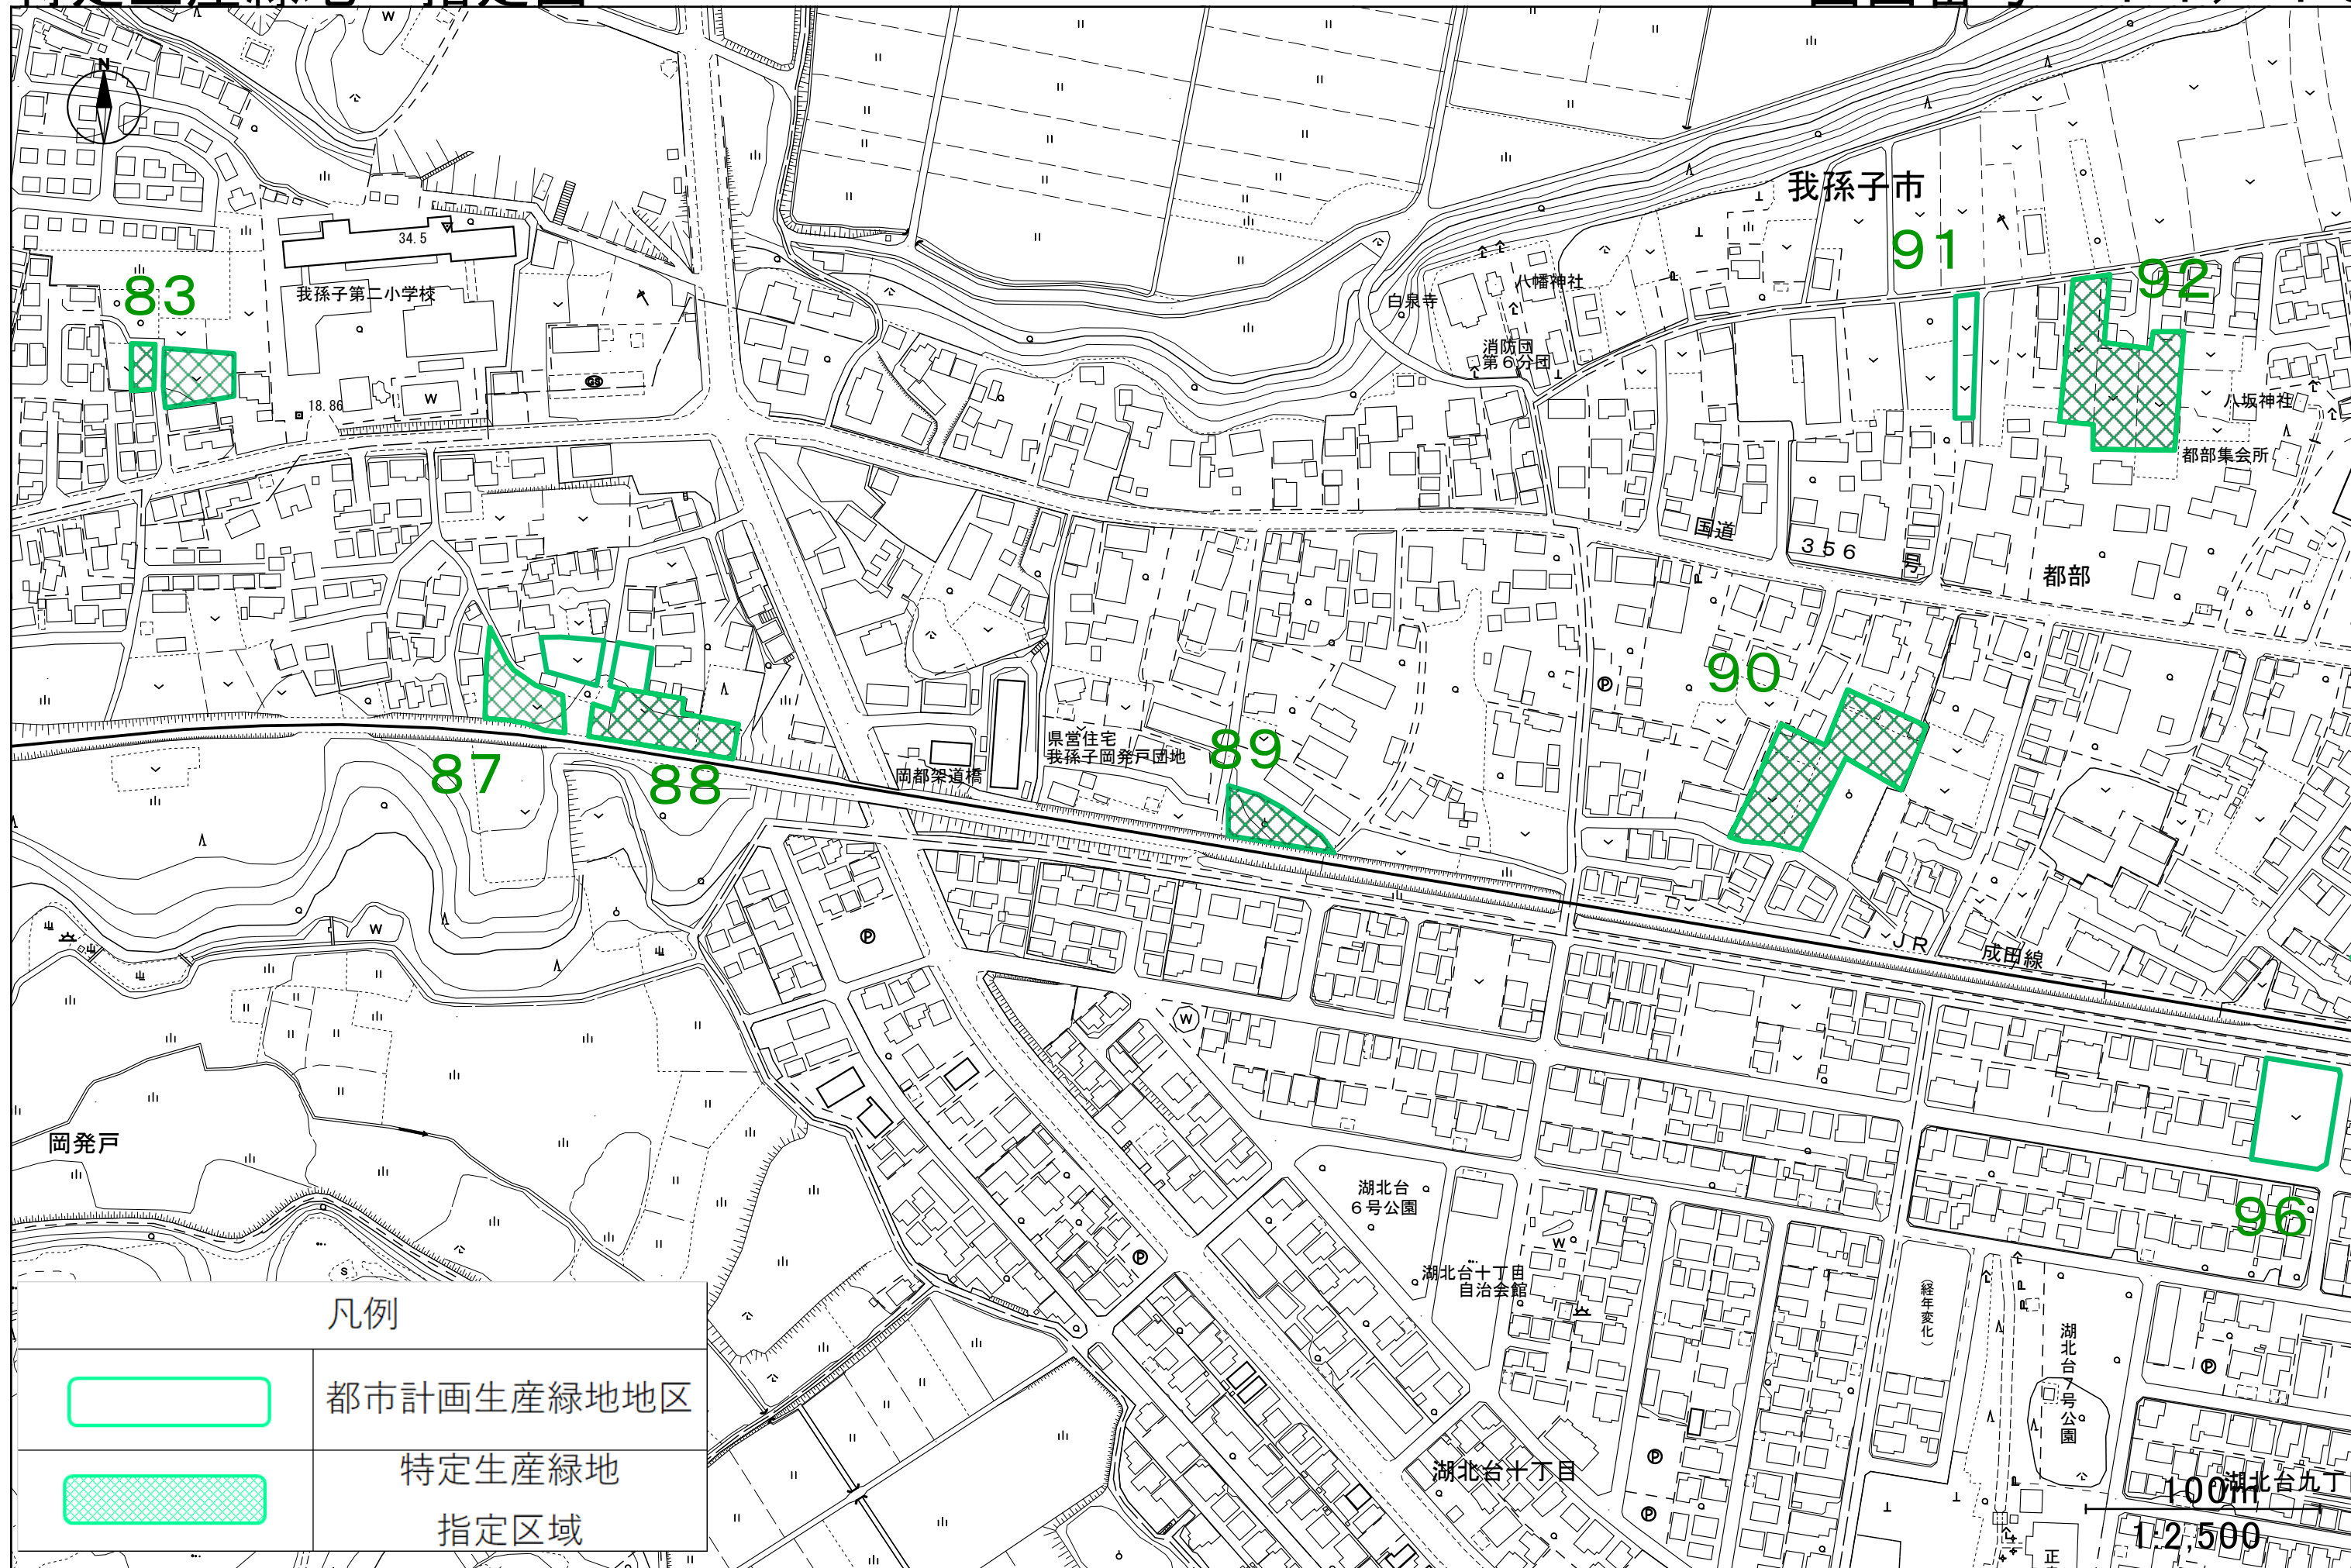 N
我孫子市
91
92
83
34.5
我孫子第二小学校
18.86
W
W
GS
白泉寺
八幡神社
消防団
第6分団
八坂神社
都部集会所
国道
356
号
都部
90
87
88
89
県営住宅
我孫子岡発戸団地
岡都架道橋
P
P
W
W
JR
成田線
岡発戸
96
湖北台
6号公園
湖北台十丁目
自治会館
W
P
S
(経年変化)
湖北台7号公園
P
P
P
湖北台十丁目
湖北台九丁
100m
1:2,500
凡例
都市計画生産緑地地区
特定生産緑地
指定区域